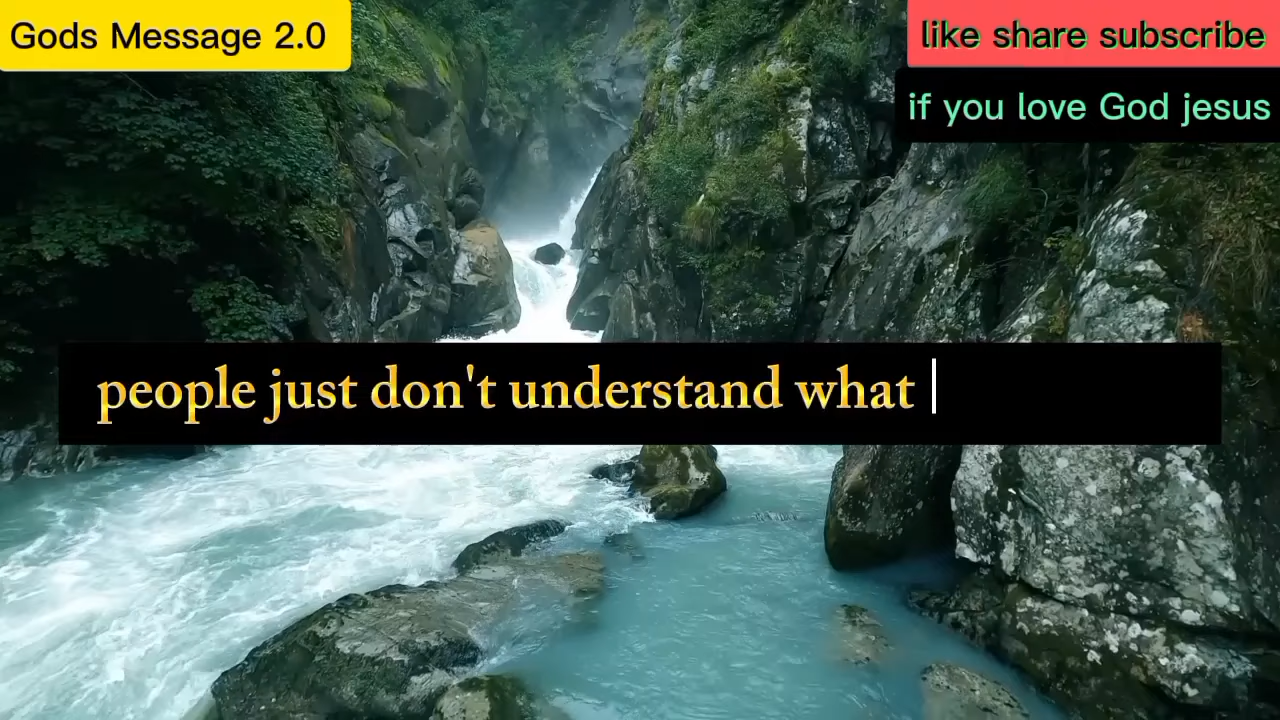 Gods Message 2.0
like share subscribe
if you love God jesus
people just don't understand what